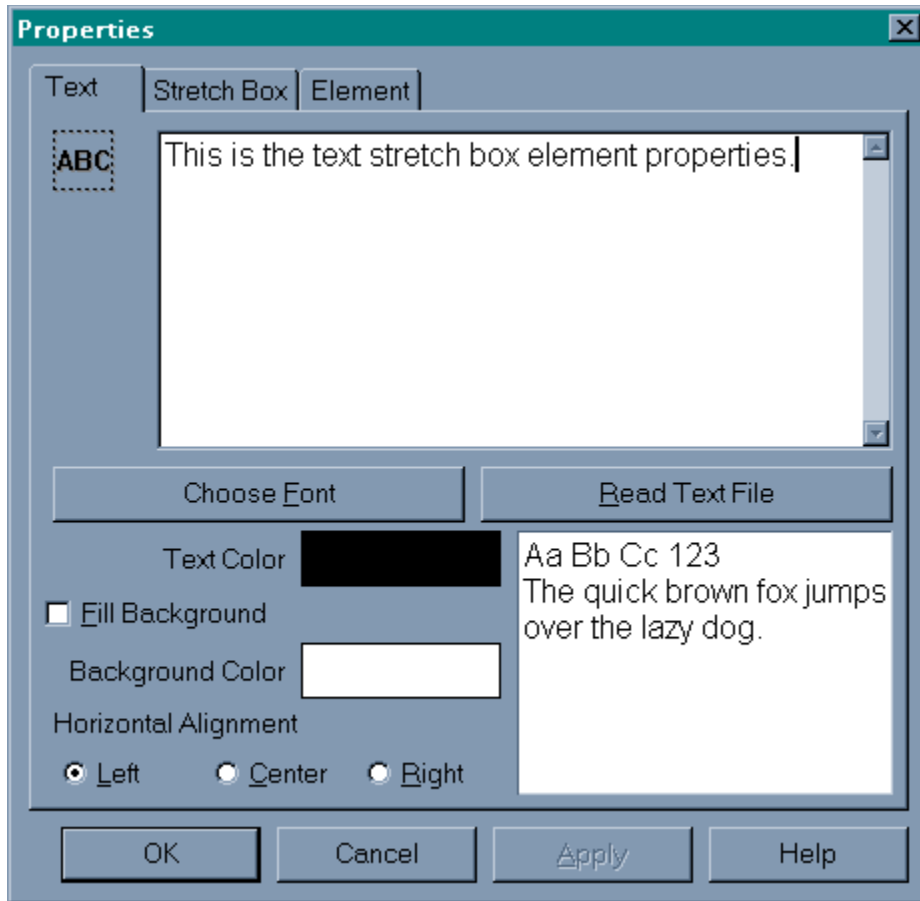 Properties
Text Stretch Box Element
ABC
This is the text stretch box element properties.
Choose Font Read Text File
Text Color
Aa Bb Cc 123
The quick brown fox jumps
over the lazy dog.
Fill Background
Background Color
Horizontal Alignment
Left Center Right
OK Cancel Apply Help